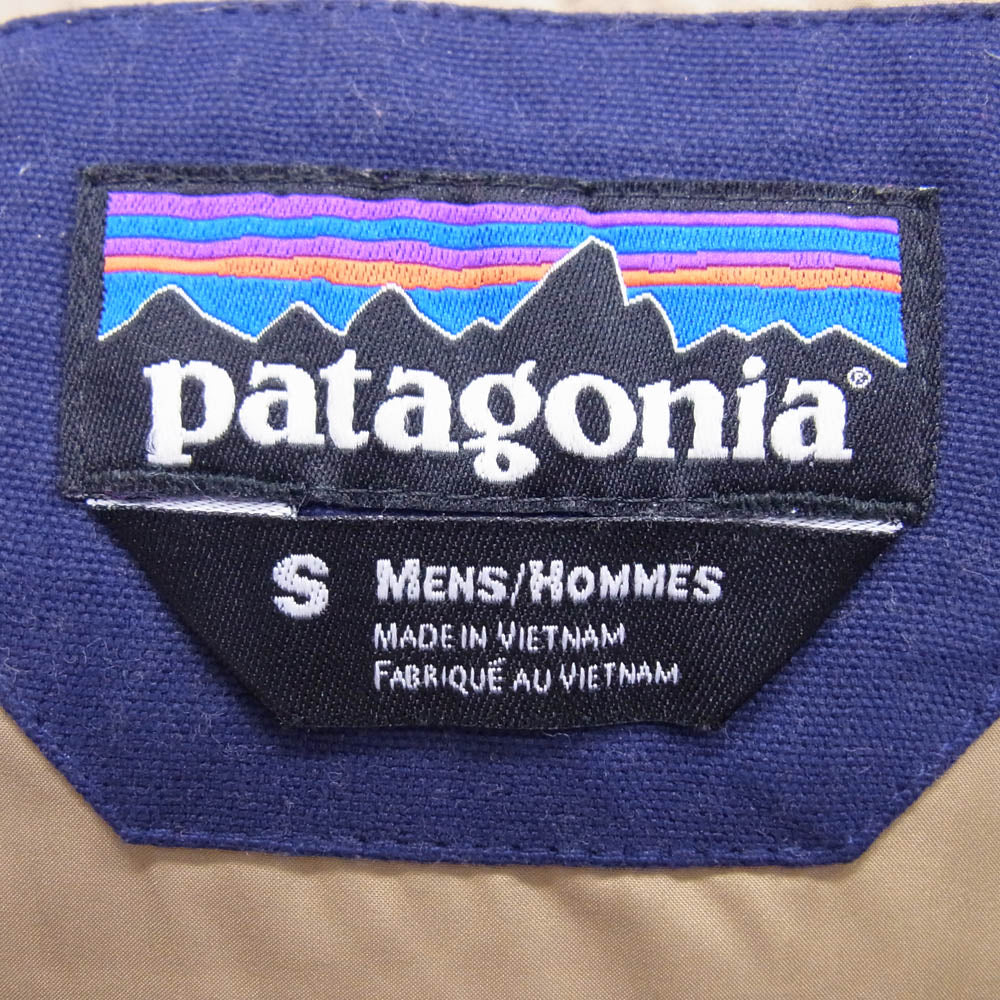 patagonia®
S MENS/HOMMES
MADE IN VIETNAM
FABRIQUÉ AU VIETNAM